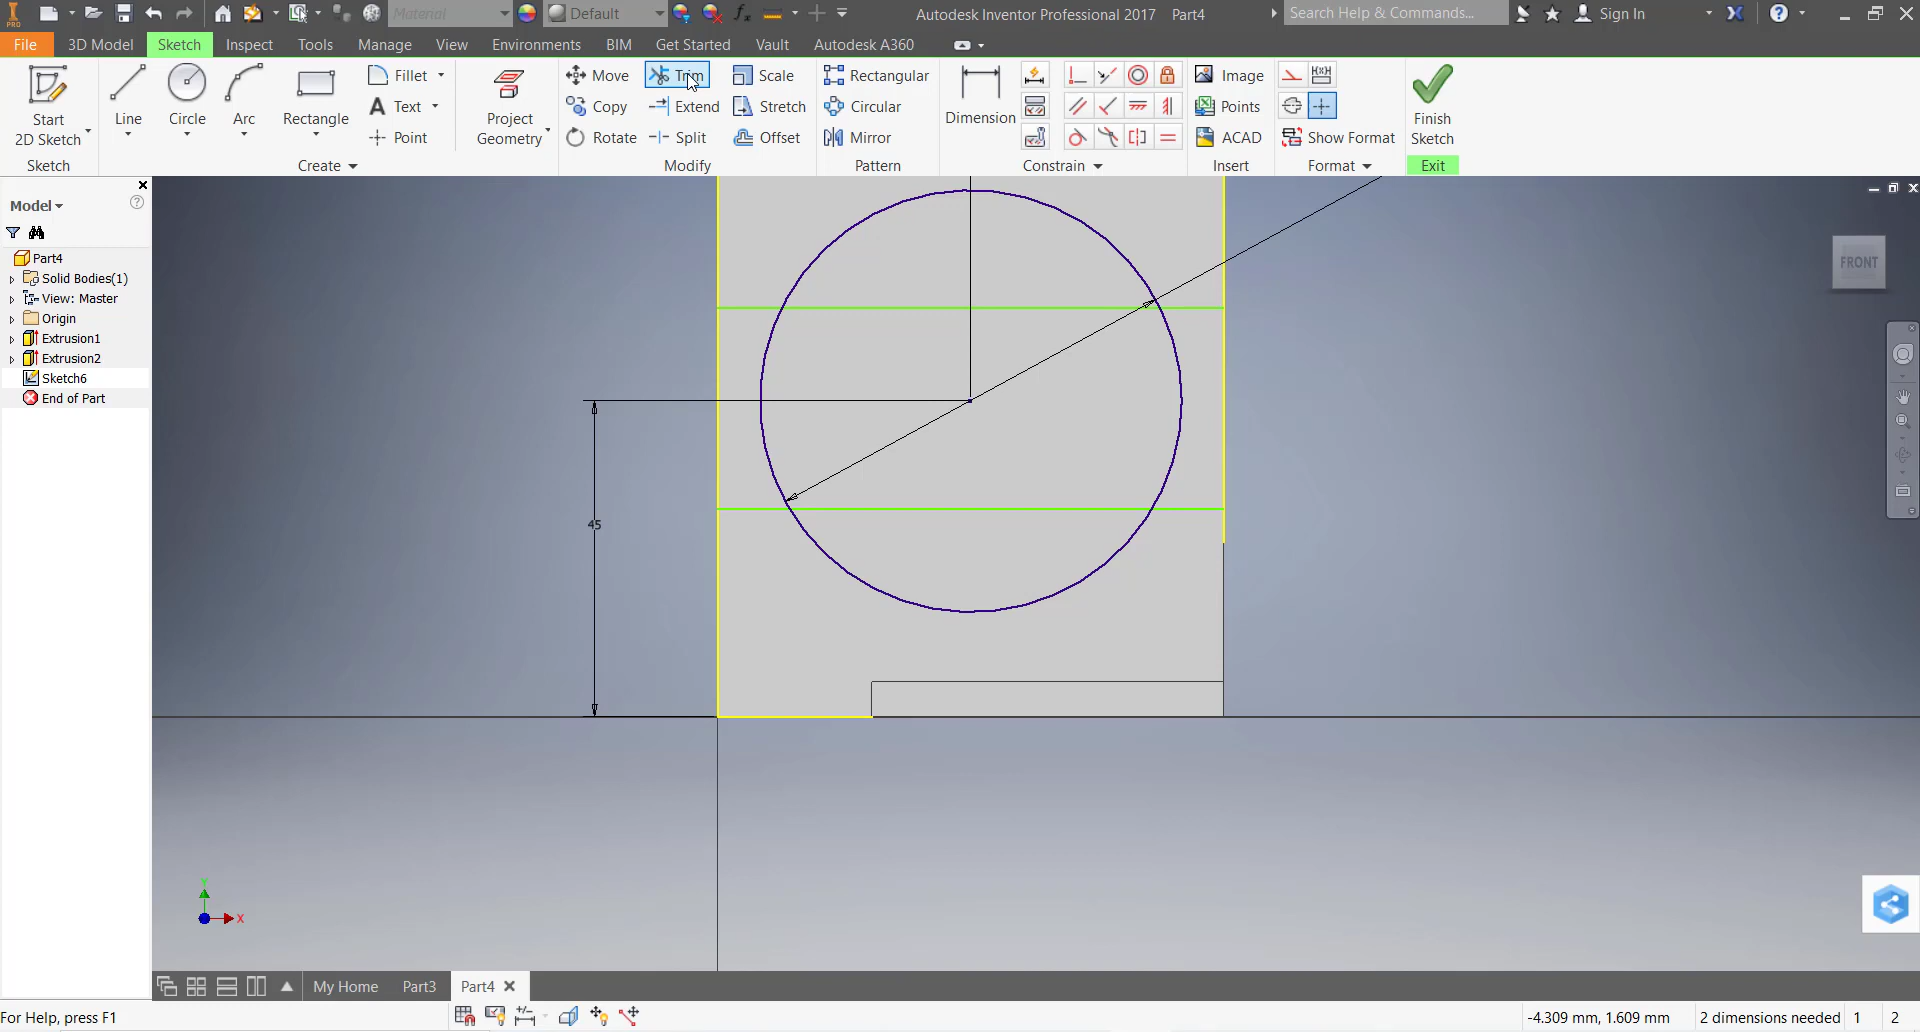 PRO
Material
Default
Autodesk Inventor Professional 2017 Part4
Search Help & Commands...
Sign In
File
3D Model
Sketch
Inspect
Tools
Manage
View
Environments
BIM
Get Started
Vault
Autodesk A360
Start
2D Sketch
Line
Circle
Arc
Rectangle
Fillet
Text
Point
Project
Geometry
Move
Trim
Scale
Copy
Extend
Stretch
Rotate
Split
Offset
Rectangular
Circular
Mirror
Dimension
Image
Points
ACAD
Show Format
Finish
Sketch
Sketch
Create
Modify
Pattern
Constrain
Insert
Format
Exit
Model
Part4
Solid Bodies(1)
View: Master
Origin
Extrusion1
Extrusion2
Sketch6
End of Part
FRONT
45
Y
X
My Home
Part3
Part4
For Help, press F1
-4.309 mm, 1.609 mm
2 dimensions needed
1
2